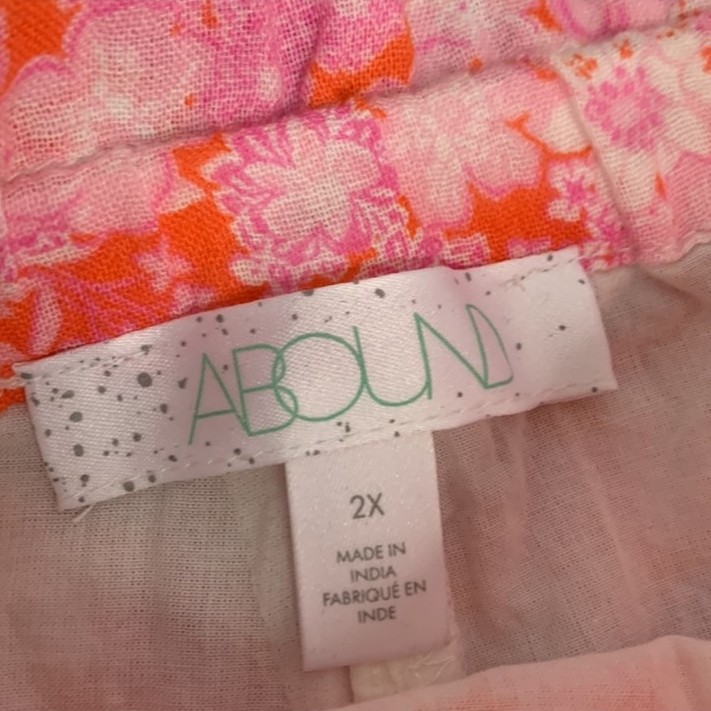 ABOUND
2X
MADE IN
INDIA
FABRIQUÉ EN
INDE